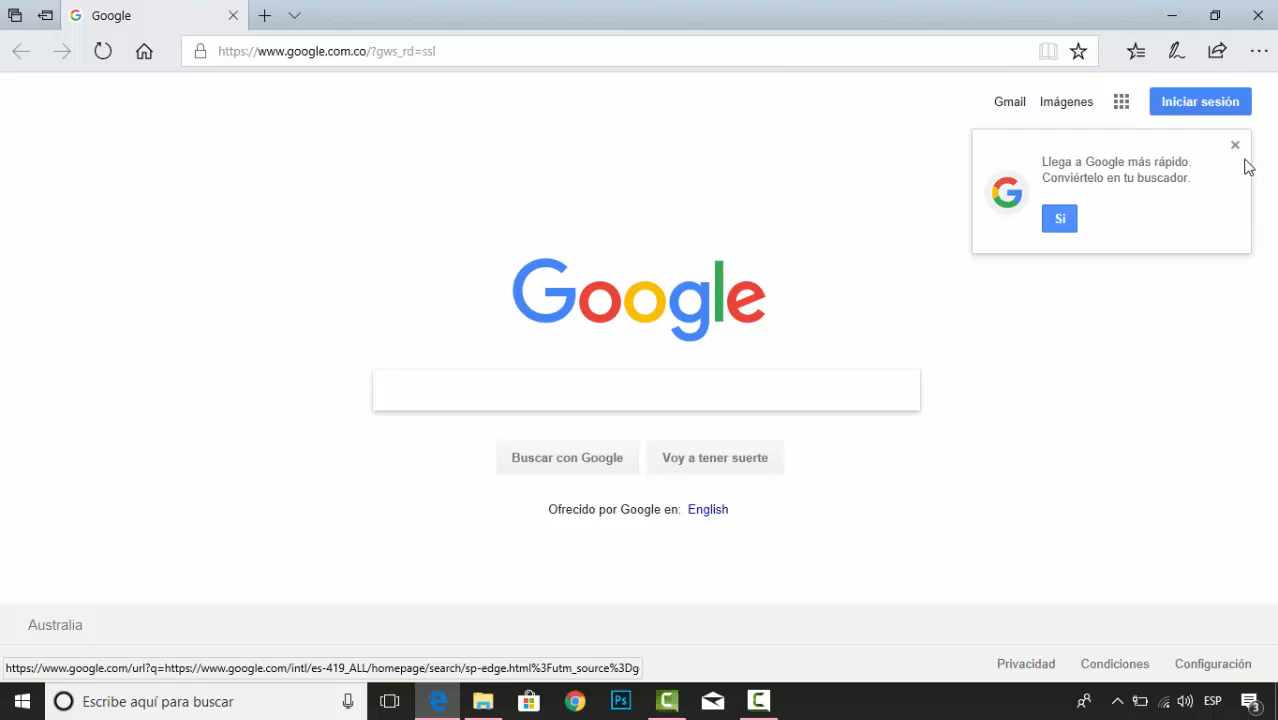 Google
https://www.google.com.co/?gws_rd=ssl
Gmail Imágenes Iniciar sesión
Llega a Google más rápido.
Conviértelo en tu buscador.
Sí
Google
Buscar con Google Voy a tener suerte
Ofrecido por Google en: English
Australia
https://www.google.com/url?q=https://www.google.com/intl/es-419_ALL/homepage/search/sp-edge.html%3Futm_source%3Dg
Privacidad Condiciones Configuración
Escribe aquí para buscar
Ps
ESP
3